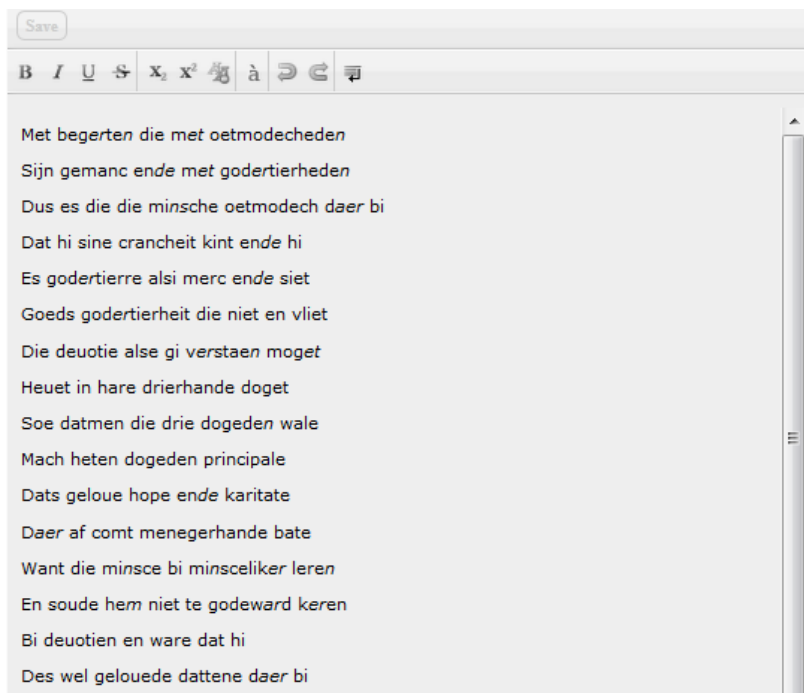 Save
B I U S X₂ X² à
Met begerten die met oetmodecheden
Sijn gemanc ende met godertierheden
Dus es die die minsche oetmodech daer bi
Dat hi sine crancheit kint ende hi
Es godertierre alsi merc ende siet
Goeds godertierheit die niet en vliet
Die deuotie alse gi verstaen moget
Heuet in hare drierhande doget
Soe datmen die drie dogeden wale
Mach heten dogeden principale
Dats geloue hope ende karitate
Daer af comt menegerhande bate
Want die minsce bi minsceliker leren
En soude hem niet te godeward keren
Bi deuotien en ware dat hi
Des wel gelouede dattene daer bi